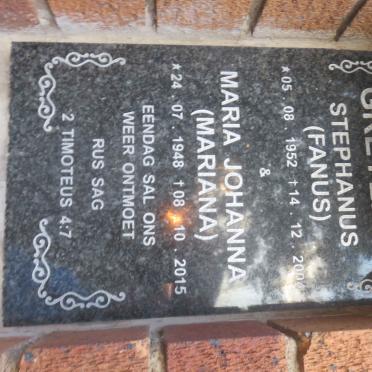 STEPHANUS
(FANUS)
★05 . 08 . 1952 ✝14 . 12 .
&
MARIA JOHANNA
(MARIANA)
★24 . 07 . 1948 ✝08 . 10 . 2015
EENDAG SAL ONS
WEER ONTMOET
RUS SAG
2 TIMOTEUS 4:7